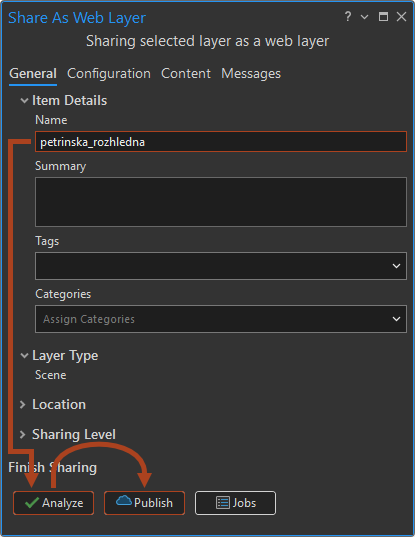 Share As Web Layer
?
Sharing selected layer as a web layer
General Configuration Content Messages
Item Details
Name
petrinska_rozhledna
Summary
Tags
Categories
Assign Categories
Layer Type
Scene
Location
Sharing Level
Finish Sharing
Analyze Publish Jobs